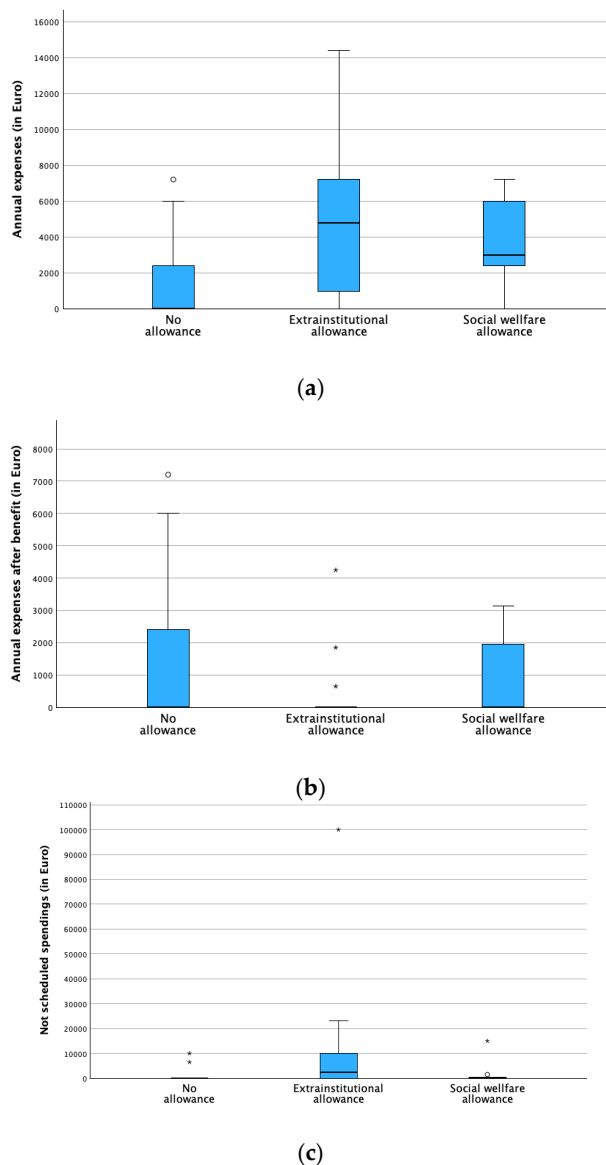 Annual expenses (in Euro)
16000
14000
12000
10000
8000
6000
4000
2000
0
No
allowance
Extrainstitutional
allowance
Social wellfare
allowance
(a)
Annual expenses after benefit (in Euro)
8000
7000
6000
5000
4000
3000
2000
1000
0
No
allowance
Extrainstitutional
allowance
Social wellfare
allowance
(b)
Not scheduled spendings (in Euro)
110000
100000
90000
80000
70000
60000
50000
40000
30000
20000
10000
0
No
allowance
Extrainstitutional
allowance
Social wellfare
allowance
(c)